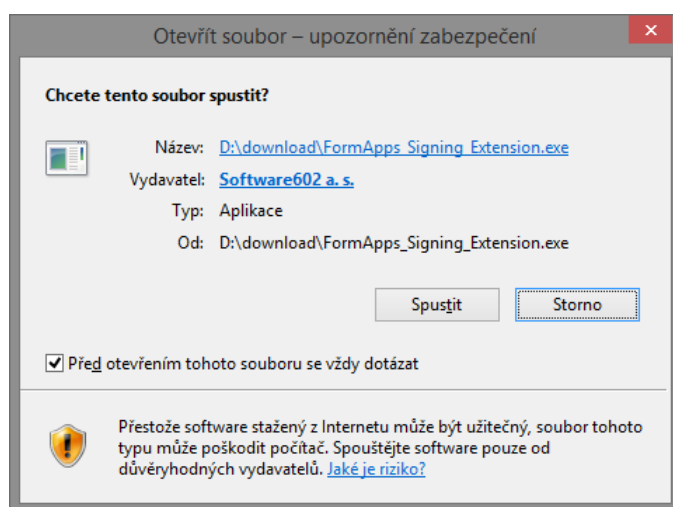 Otevřít soubor – upozornění zabezpečení
Chcete tento soubor spustit?
Název: D:\download\FormApps_Signing_Extension.exe
Vydavatel: Software602 a. s.
Typ: Aplikace
Od: D:\download\FormApps_Signing_Extension.exe
Spustit Storno
Před otevřením tohoto souboru se vždy dotázat
Přestože software stažený z Internetu může být užitečný, soubor tohoto
typu může poškodit počítač. Spouštějte software pouze od
důvěryhodných vydavatelů. Jaké je riziko?